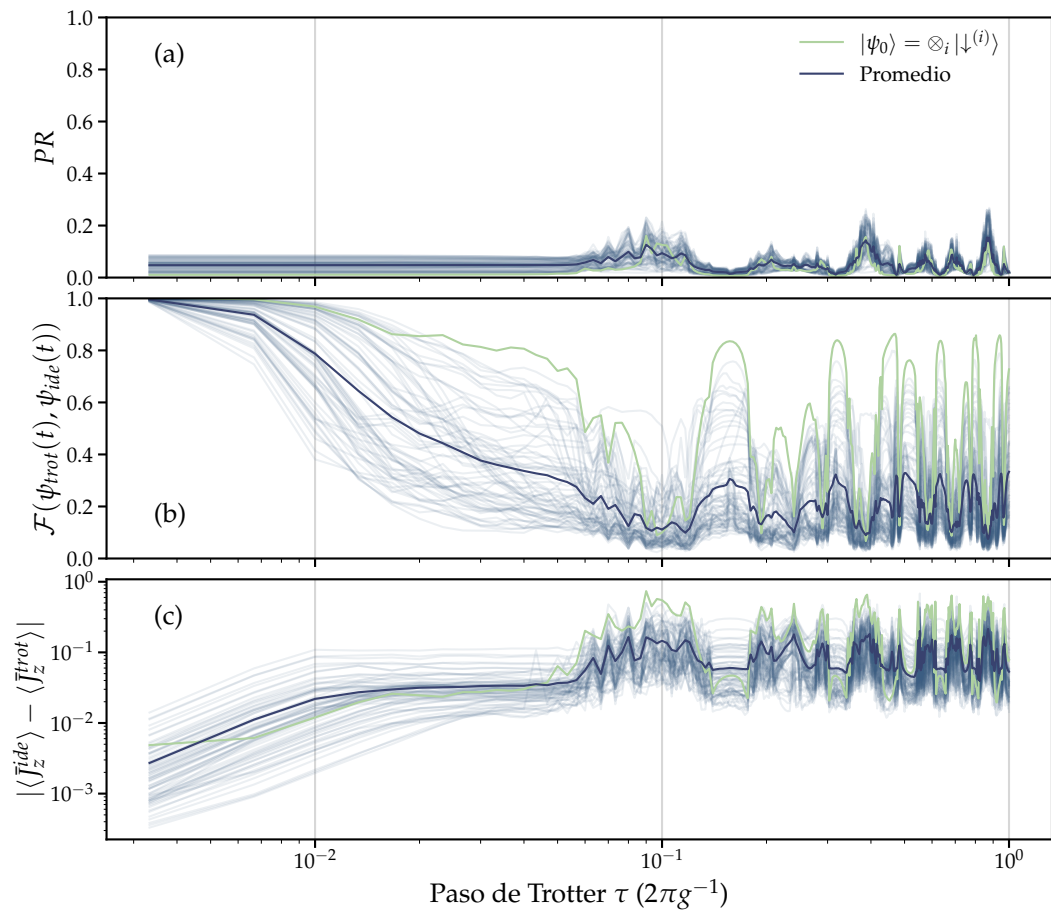 1.0
0.8
0.6
0.4
0.2
0.0
PR
(a)
|ψ₀⟩ = ⊗ᵢ |↓⁽ⁱ⁾⟩
Promedio
1.0
0.8
0.6
0.4
0.2
0.0
ℱ(ψ_trot(t), ψ_ide(t))
(b)
10⁰
10⁻¹
10⁻²
10⁻³
|⟨J̄_z^ide⟩ − ⟨J̄_z^trot⟩|
(c)
10⁻²
10⁻¹
10⁰
Paso de Trotter τ (2πg⁻¹)